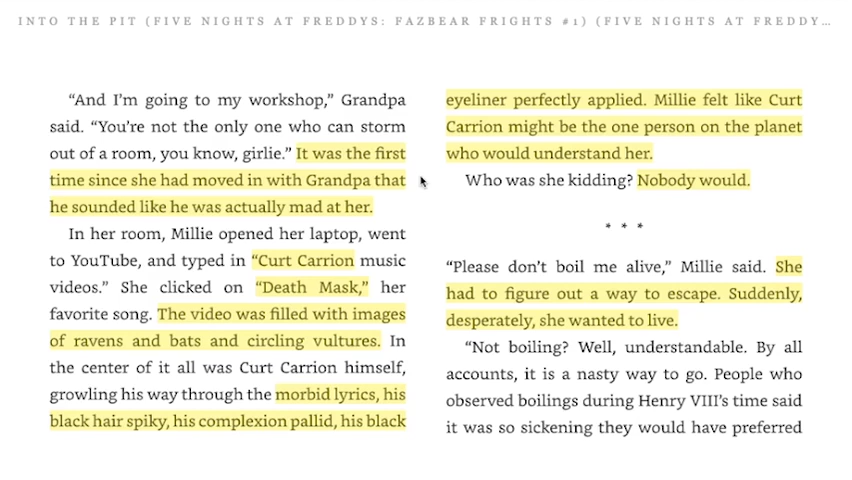 INTO THE PIT (FIVE NIGHTS AT FREDDYS: FAZBEAR FRIGHTS #1) (FIVE NIGHTS AT FREDDY...
“And I’m going to my workshop,” Grandpa
said. “You’re not the only one who can storm
out of a room, you know, girlie.” It was the first
time since she had moved in with Grandpa that
he sounded like he was actually mad at her.
In her room, Millie opened her laptop, went
to YouTube, and typed in “Curt Carrion music
videos.” She clicked on “Death Mask,” her
favorite song. The video was filled with images
of ravens and bats and circling vultures. In
the center of it all was Curt Carrion himself,
growling his way through the morbid lyrics, his
black hair spiky, his complexion pallid, his black
eyeliner perfectly applied. Millie felt like Curt
Carrion might be the one person on the planet
who would understand her.
Who was she kidding? Nobody would.
* * *
“Please don’t boil me alive,” Millie said. She
had to figure out a way to escape. Suddenly,
desperately, she wanted to live.
“Not boiling? Well, understandable. By all
accounts, it is a nasty way to go. People who
observed boilings during Henry VIII’s time said
it was so sickening they would have preferred